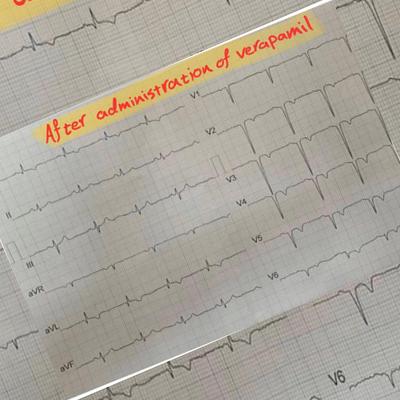 After administration of verapamil
V1
II
V2
III
V3
aVR
V4
aVL
V5
aVF
V6
V6